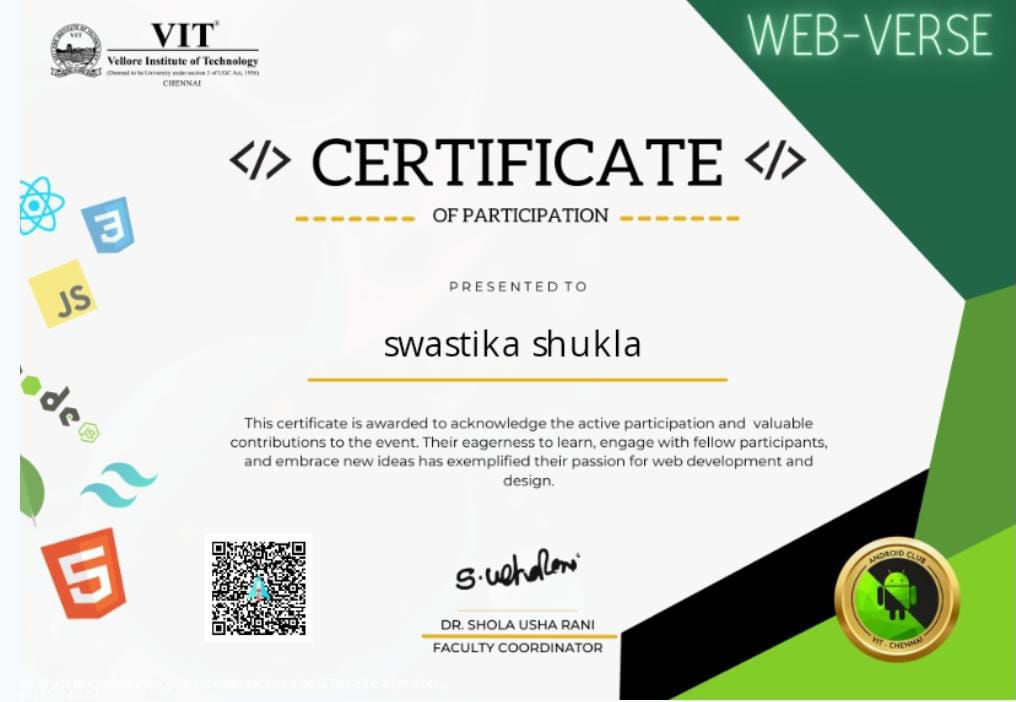 VIT®
Vellore Institute of Technology
(Deemed to be University under section 3 of UGC Act, 1956)
CHENNAI
WEB-VERSE
</> CERTIFICATE </>
OF PARTICIPATION
PRESENTED TO
swastika shukla
This certificate is awarded to acknowledge the active participation and valuable
contributions to the event. Their eagerness to learn, engage with fellow participants,
and embrace new ideas has exemplified their passion for web development and
design.
3
JS
5
S. Usha Rani
DR. SHOLA USHA RANI
FACULTY COORDINATOR
ANDROID CLUB
VIT - CHENNAI